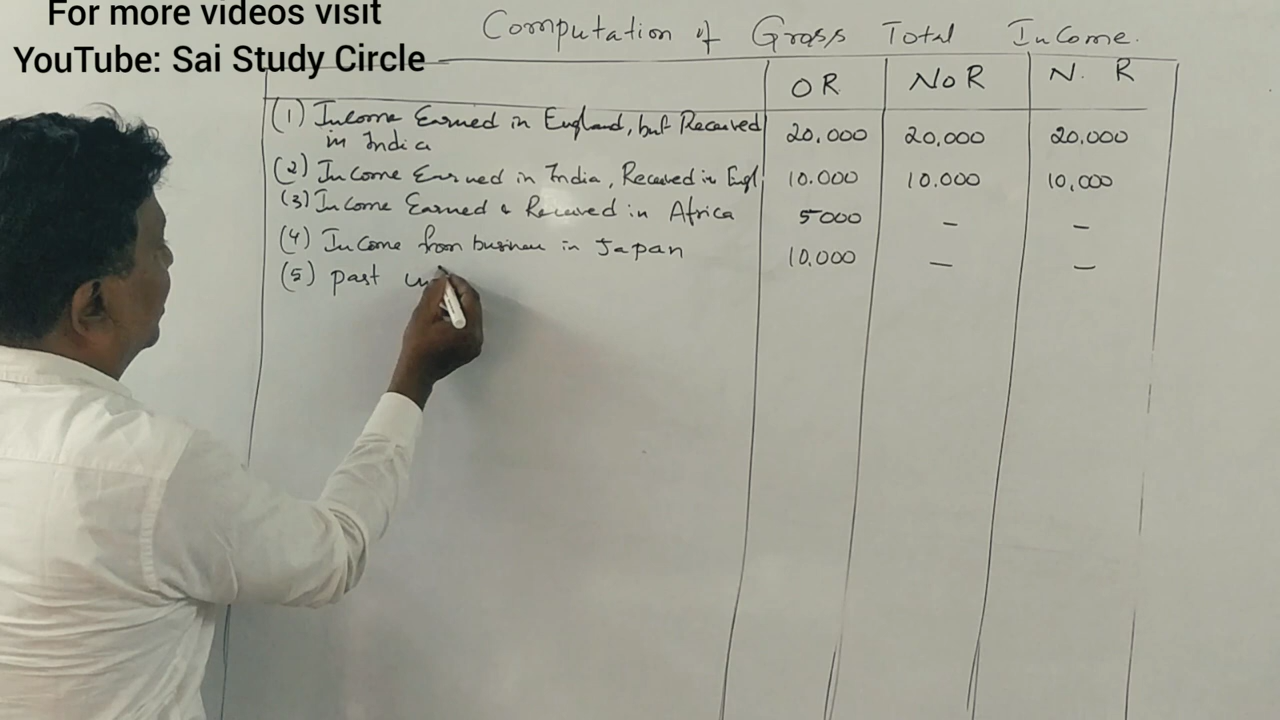 For more videos visit
YouTube: Sai Study Circle
Computation of Gross Total Income.
OR NOR N. R
(1) Income Earned in England, but Received in India 20,000 20,000 20,000
(2) Income Earned in India, Received in Engl 10.000 10.000 10,000
(3) Income Earned & Received in Africa 5000 — —
(4) Income from business in Japan 10,000 — —
(5) past